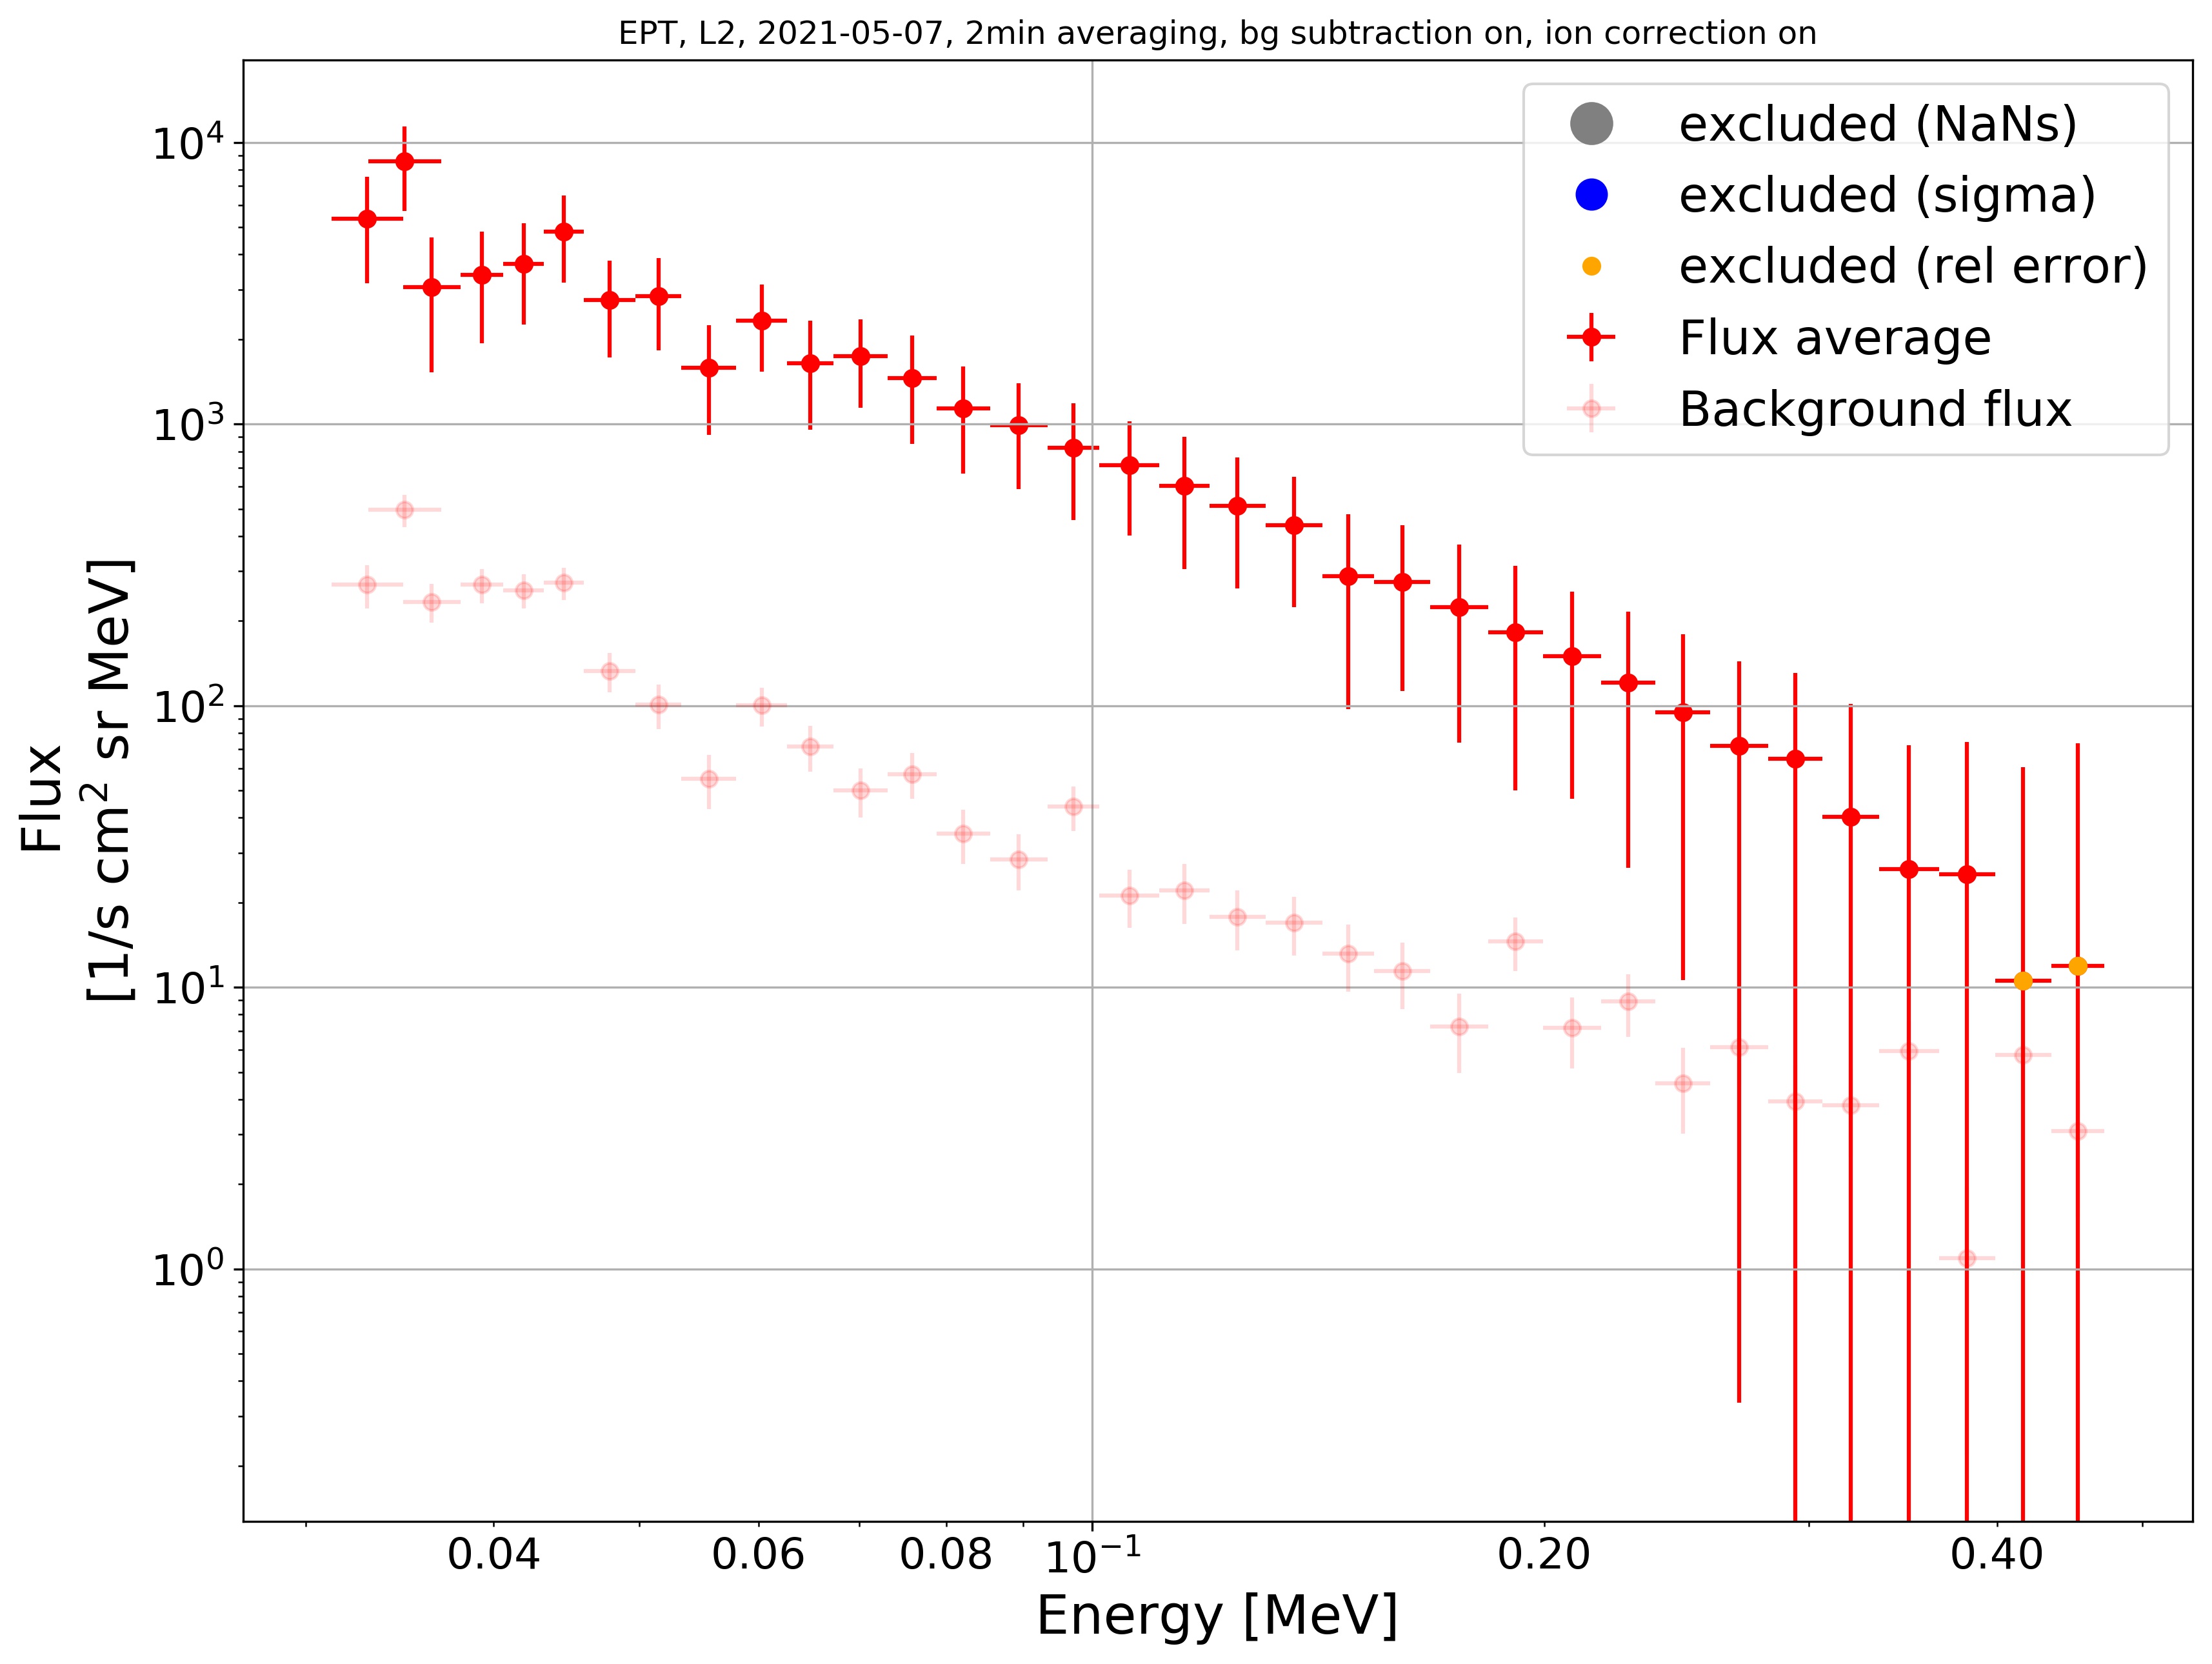 EPT, L2, 2021-05-07, 2min averaging, bg subtraction on, ion correction on
excluded (NaNs)
excluded (sigma)
excluded (rel error)
Flux average
Background flux
10⁴
10³
10²
10¹
10⁰
Flux
[1/s cm² sr MeV]
0.04 0.06 0.08 10⁻¹ 0.20 0.40
Energy [MeV]